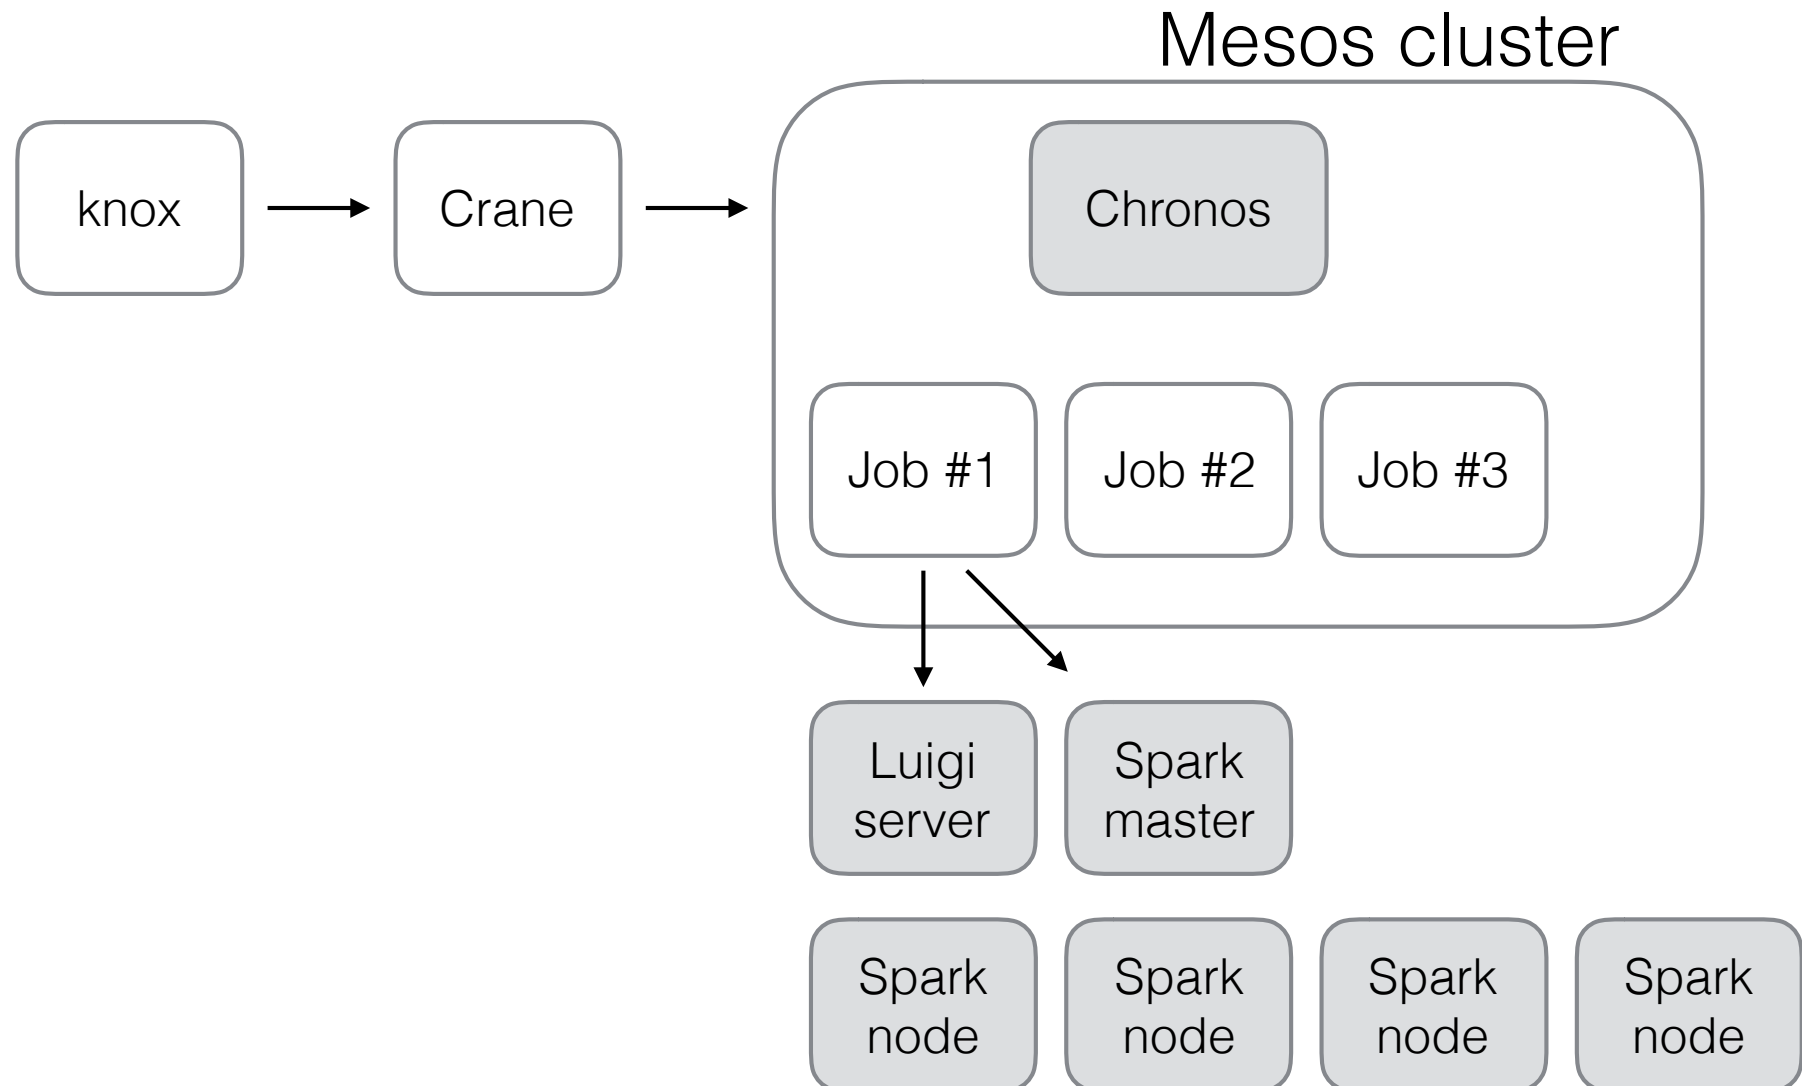 Mesos cluster
knox
Crane
Chronos
Job #1
Job #2
Job #3
Luigi
server
Spark
master
Spark
node
Spark
node
Spark
node
Spark
node